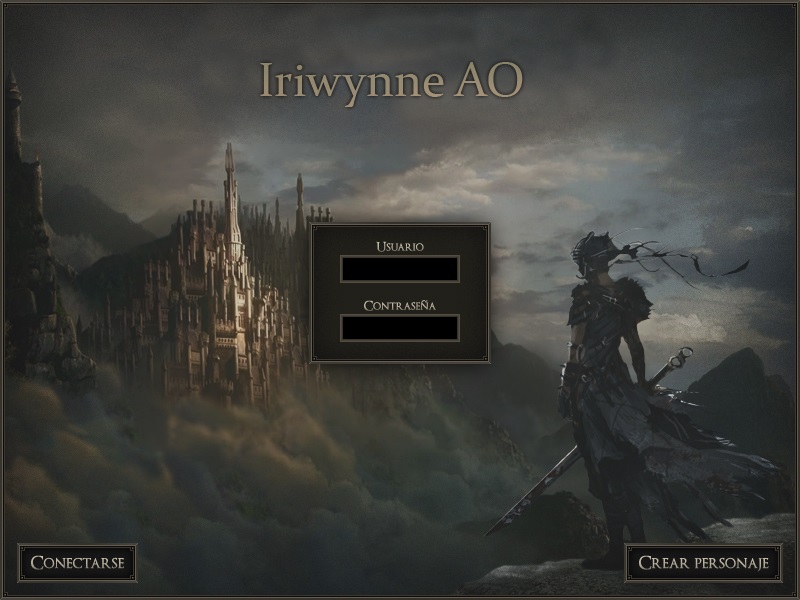 Iriwynne AO
Usuario
Contraseña
Conectarse
Crear personaje